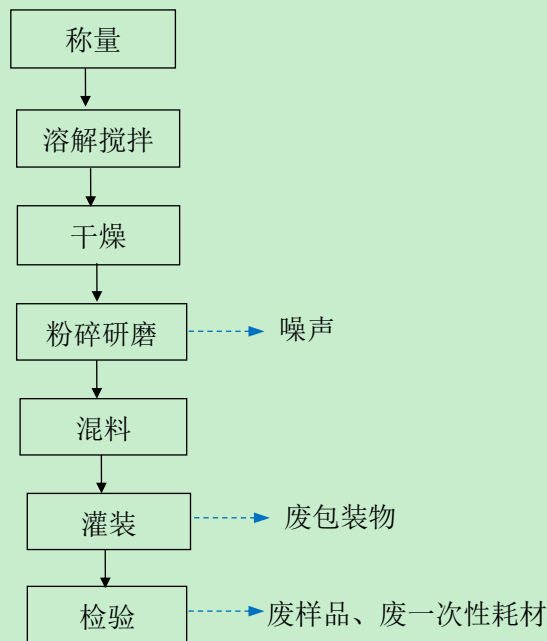 称量
溶解搅拌
干燥
粉碎研磨
噪声
混料
灌装
废包装物
检验
废样品、废一次性耗材